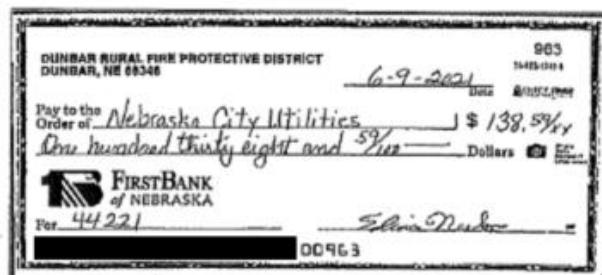 963
DUNBAR RURAL FIRE PROTECTIVE DISTRICT
DUNBAR, NE 68346
6-9-2021
Date
Pay to the
Order of Nebraska City Utilities $ 138.59/xx
One hundred thirty eight and 59/100 Dollars
FIRSTBANK
of NEBRASKA
For 44221
00963